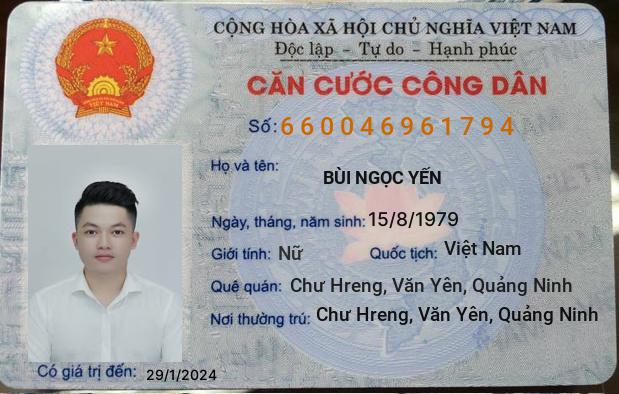 CỘNG HÒA XÃ HỘI CHỦ NGHĨA VIỆT NAM
Độc lập - Tự do - Hạnh phúc
CĂN CƯỚC CÔNG DÂN
Số: 660046961794
Họ và tên:
BÙI NGỌC YẾN
Ngày, tháng, năm sinh: 15/8/1979
Giới tính: Nữ Quốc tịch: Việt Nam
Quê quán: Chư Hreng, Văn Yên, Quảng Ninh
Nơi thường trú: Chư Hreng, Văn Yên, Quảng Ninh
Có giá trị đến: 29/1/2024
VIỆT NAM